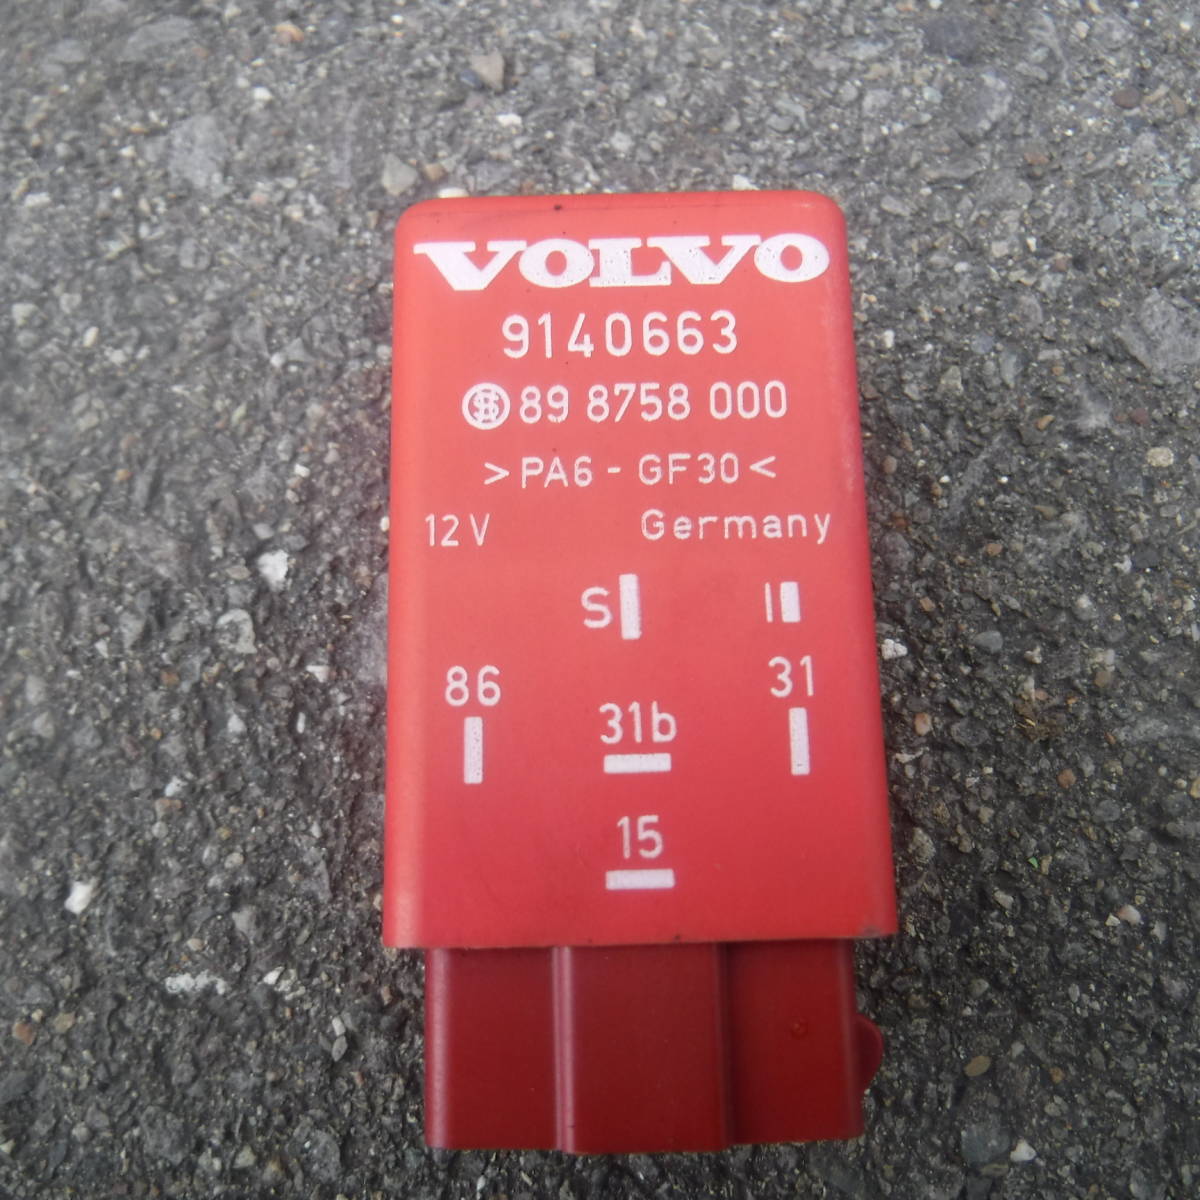 VOLVO
9140663
89 8758 000
>PA6-GF30<
12V Germany
S I
86 31
31b
15